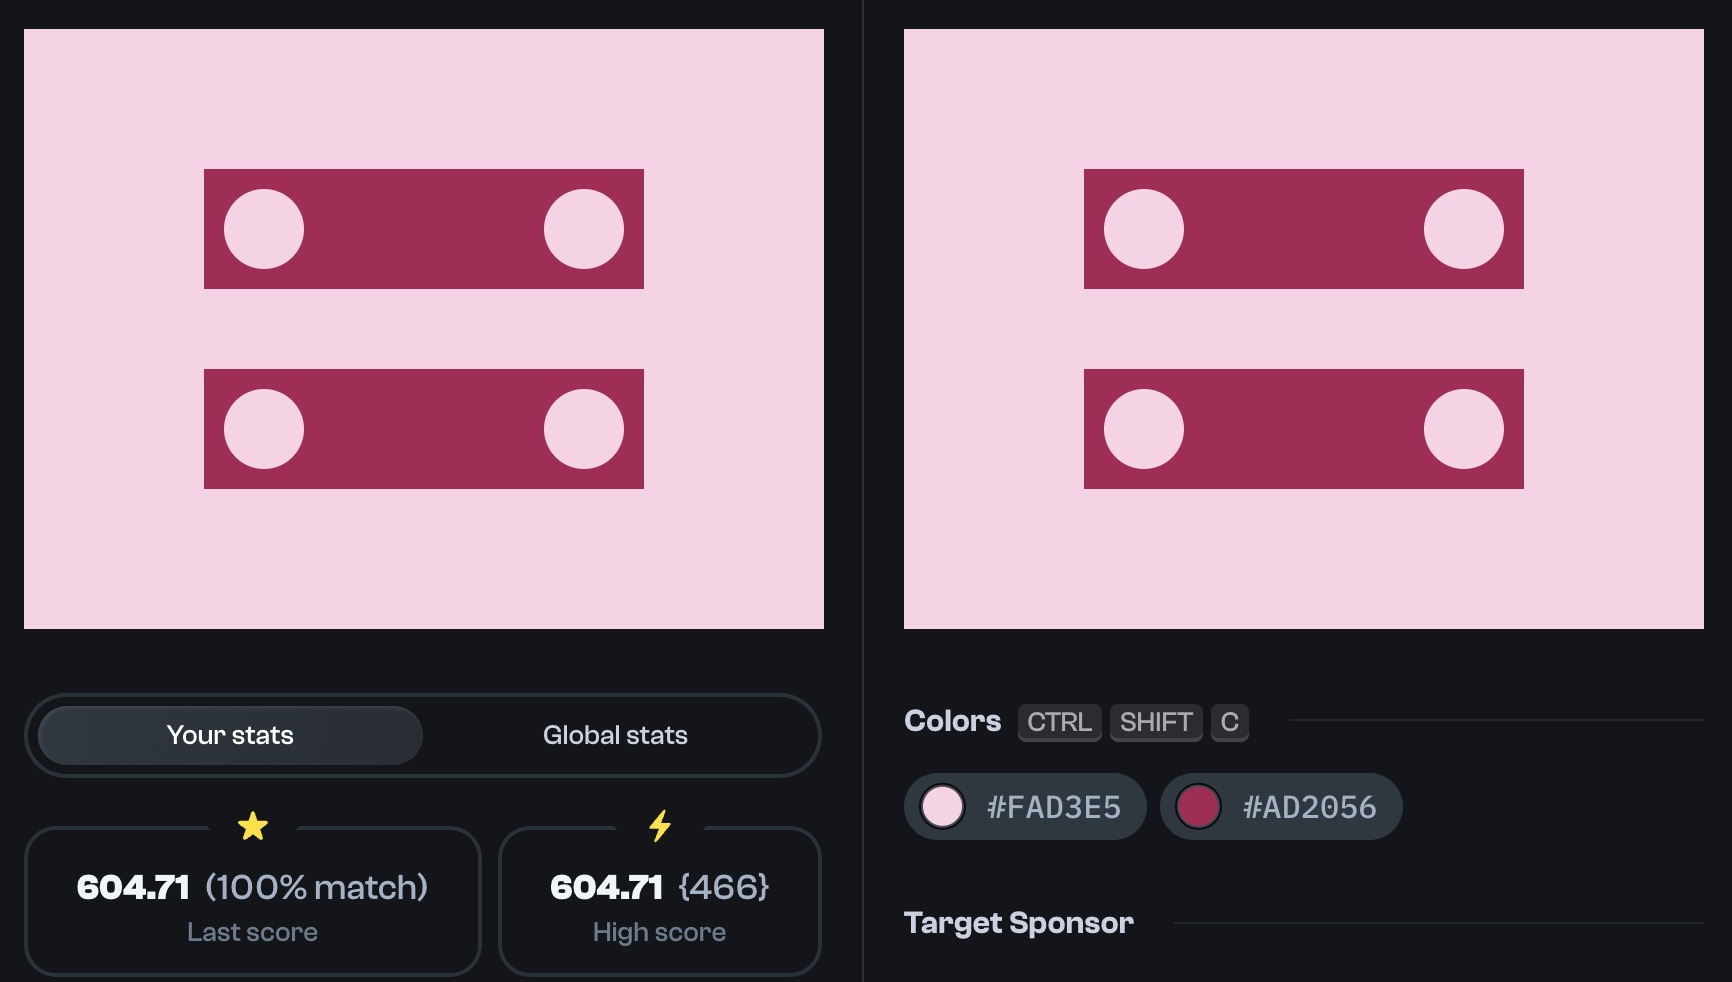 Your stats
Global stats
604.71 (100% match)
Last score
604.71 {466}
High score
Colors CTRL SHIFT C
#FAD3E5
#AD2056
Target Sponsor